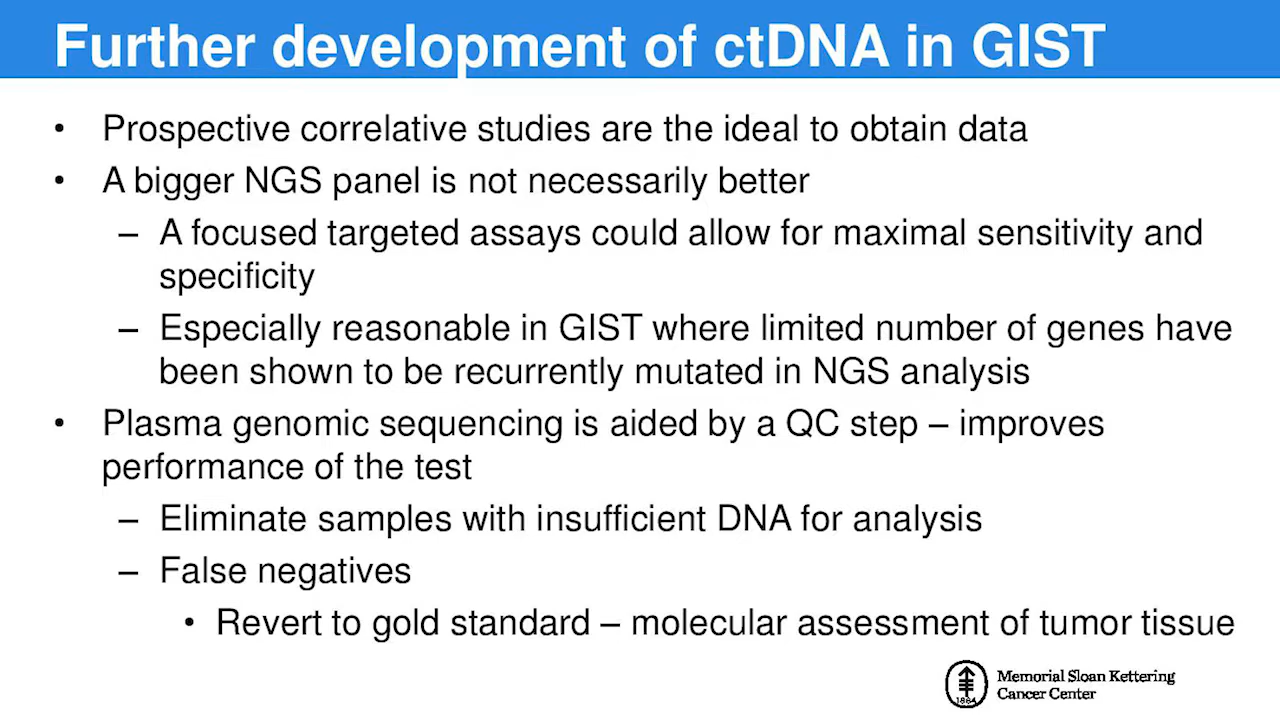 Further development of ctDNA in GIST
• Prospective correlative studies are the ideal to obtain data
• A bigger NGS panel is not necessarily better
– A focused targeted assays could allow for maximal sensitivity and
specificity
– Especially reasonable in GIST where limited number of genes have
been shown to be recurrently mutated in NGS analysis
• Plasma genomic sequencing is aided by a QC step – improves
performance of the test
– Eliminate samples with insufficient DNA for analysis
– False negatives
• Revert to gold standard – molecular assessment of tumor tissue
Memorial Sloan Kettering
Cancer Center
1884